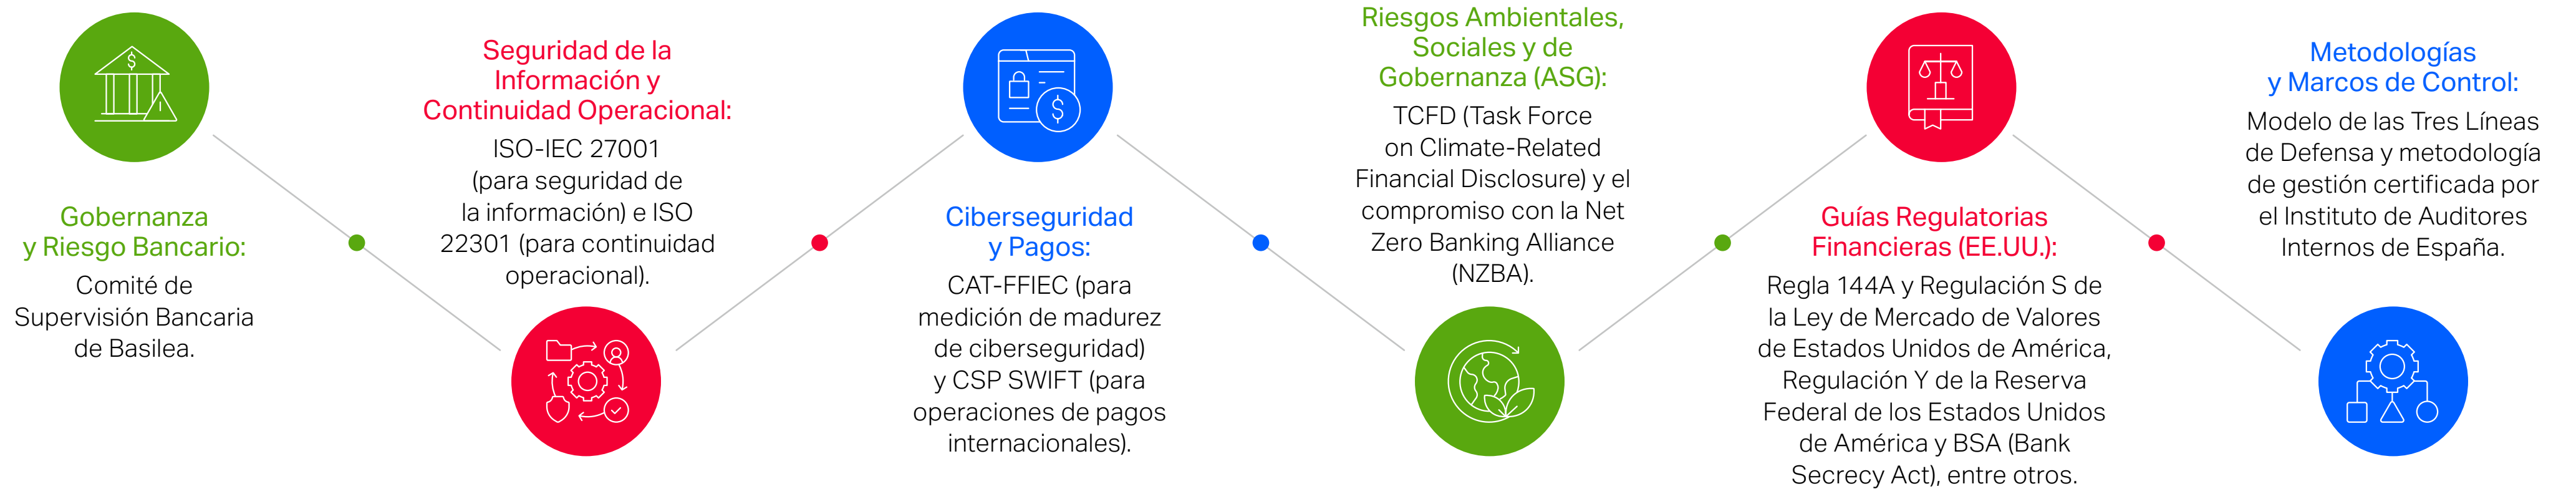 Gobernanza
y Riesgo Bancario:
Comité de
Supervisión Bancaria
de Basilea.
Seguridad de la
Información y
Continuidad Operacional:
ISO-IEC 27001
(para seguridad de
la información) e ISO
22301 (para continuidad
operacional).
Ciberseguridad
y Pagos:
CAT-FFIEC (para
medición de madurez
de ciberseguridad)
y CSP SWIFT (para
operaciones de pagos
internacionales).
Riesgos Ambientales,
Sociales y de
Gobernanza (ASG):
TCFD (Task Force
on Climate-Related
Financial Disclosure) y el
compromiso con la Net
Zero Banking Alliance
(NZBA).
Guías Regulatorias
Financieras (EE.UU.):
Regla 144A y Regulación S de
la Ley de Mercado de Valores
de Estados Unidos de América,
Regulación Y de la Reserva
Federal de los Estados Unidos
de América y BSA (Bank
Secrecy Act), entre otros.
Metodologías
y Marcos de Control:
Modelo de las Tres Líneas
de Defensa y metodología
de gestión certificada por
el Instituto de Auditores
Internos de España.